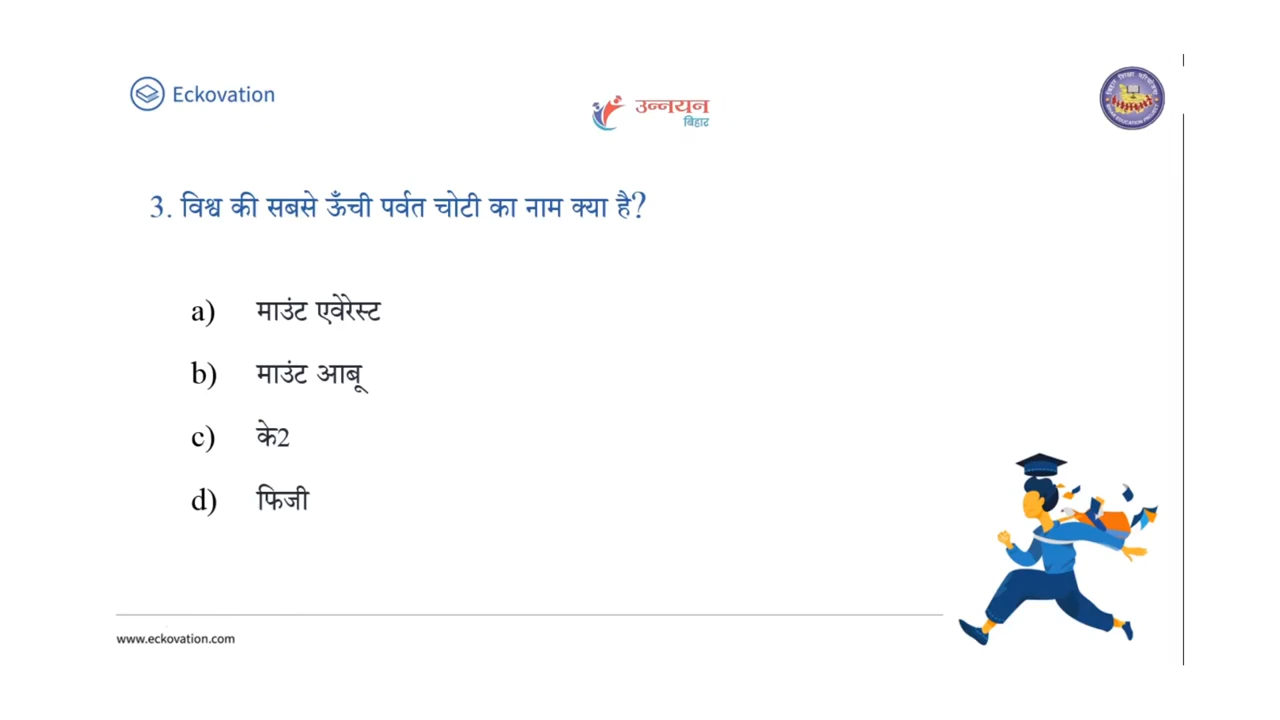 Eckovation
उन्नयन
बिहार
3. विश्व की सबसे ऊँची पर्वत चोटी का नाम क्या है?
a) माउंट एवेरेस्ट
b) माउंट आबू
c) के2
d) फिजी
www.eckovation.com